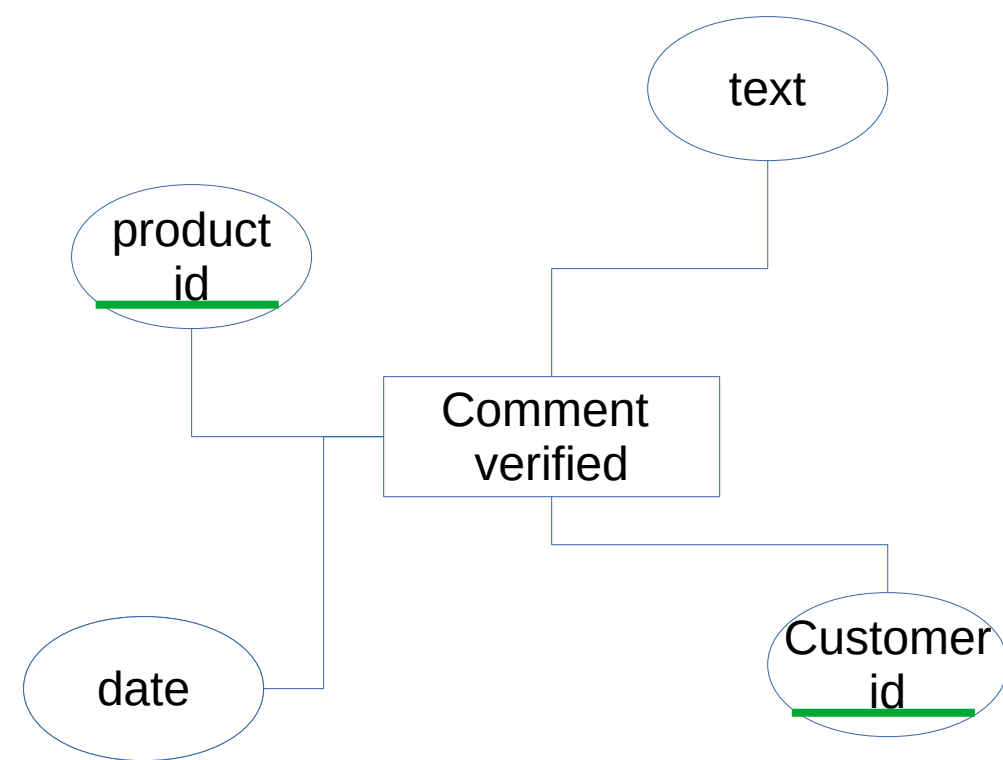 text
product
id
Comment
verified
Customer
id
date